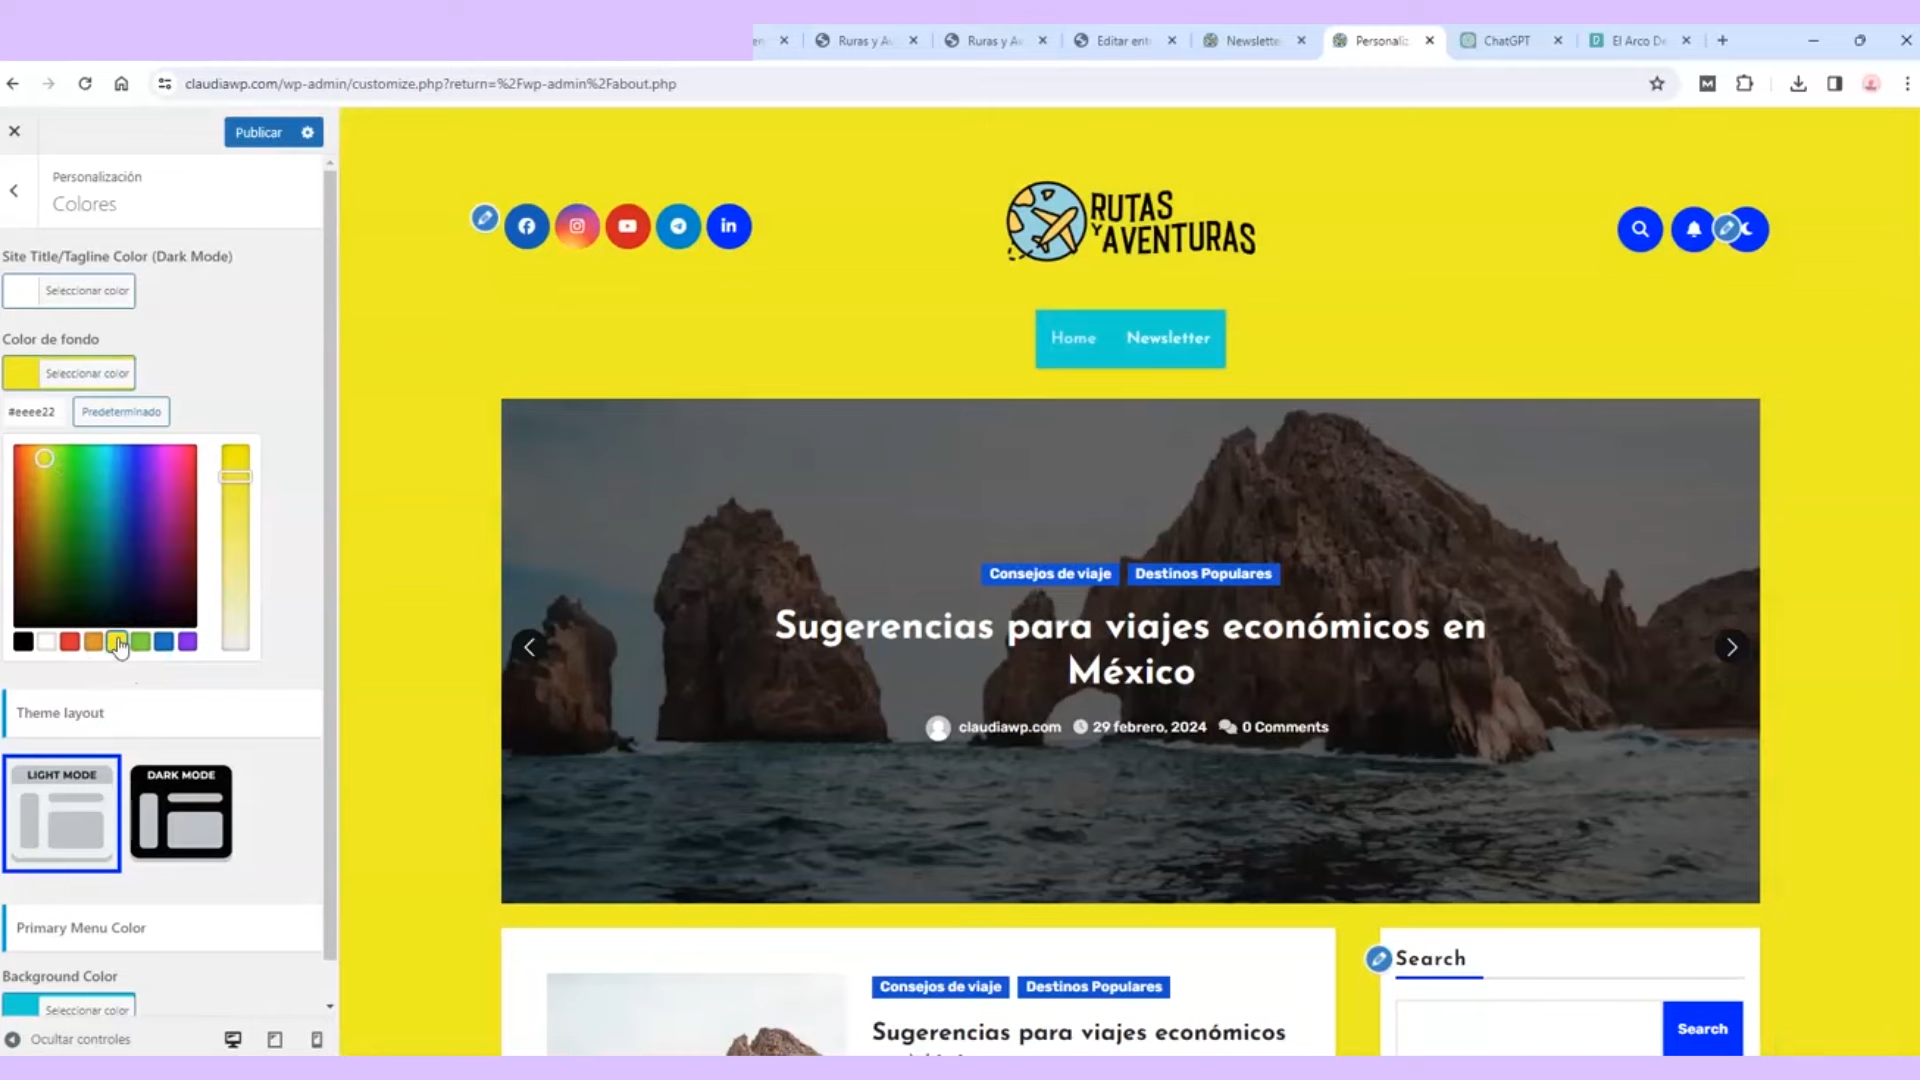 Ruras y Av
Ruras y Av
Editar ent
Newslette
Personaliz
ChatGPT
El Arco De
claudiawp.com/wp-admin/customize.php?return=%2Fwp-admin%2Fabout.php
Publicar
Personalización
Colores
Site Title/Tagline Color (Dark Mode)
Seleccionar color
Color de fondo
Seleccionar color
#eeee22
Predeterminado
Theme layout
LIGHT MODE
DARK MODE
Primary Menu Color
Background Color
Seleccionar color
Ocultar controles
in
RUTAS
Y AVENTURAS
Home
Newsletter
Consejos de viaje
Destinos Populares
Sugerencias para viajes económicos en
México
claudiawp.com
29 febrero, 2024
0 Comments
Consejos de viaje
Destinos Populares
Sugerencias para viajes económicos
Search
Search